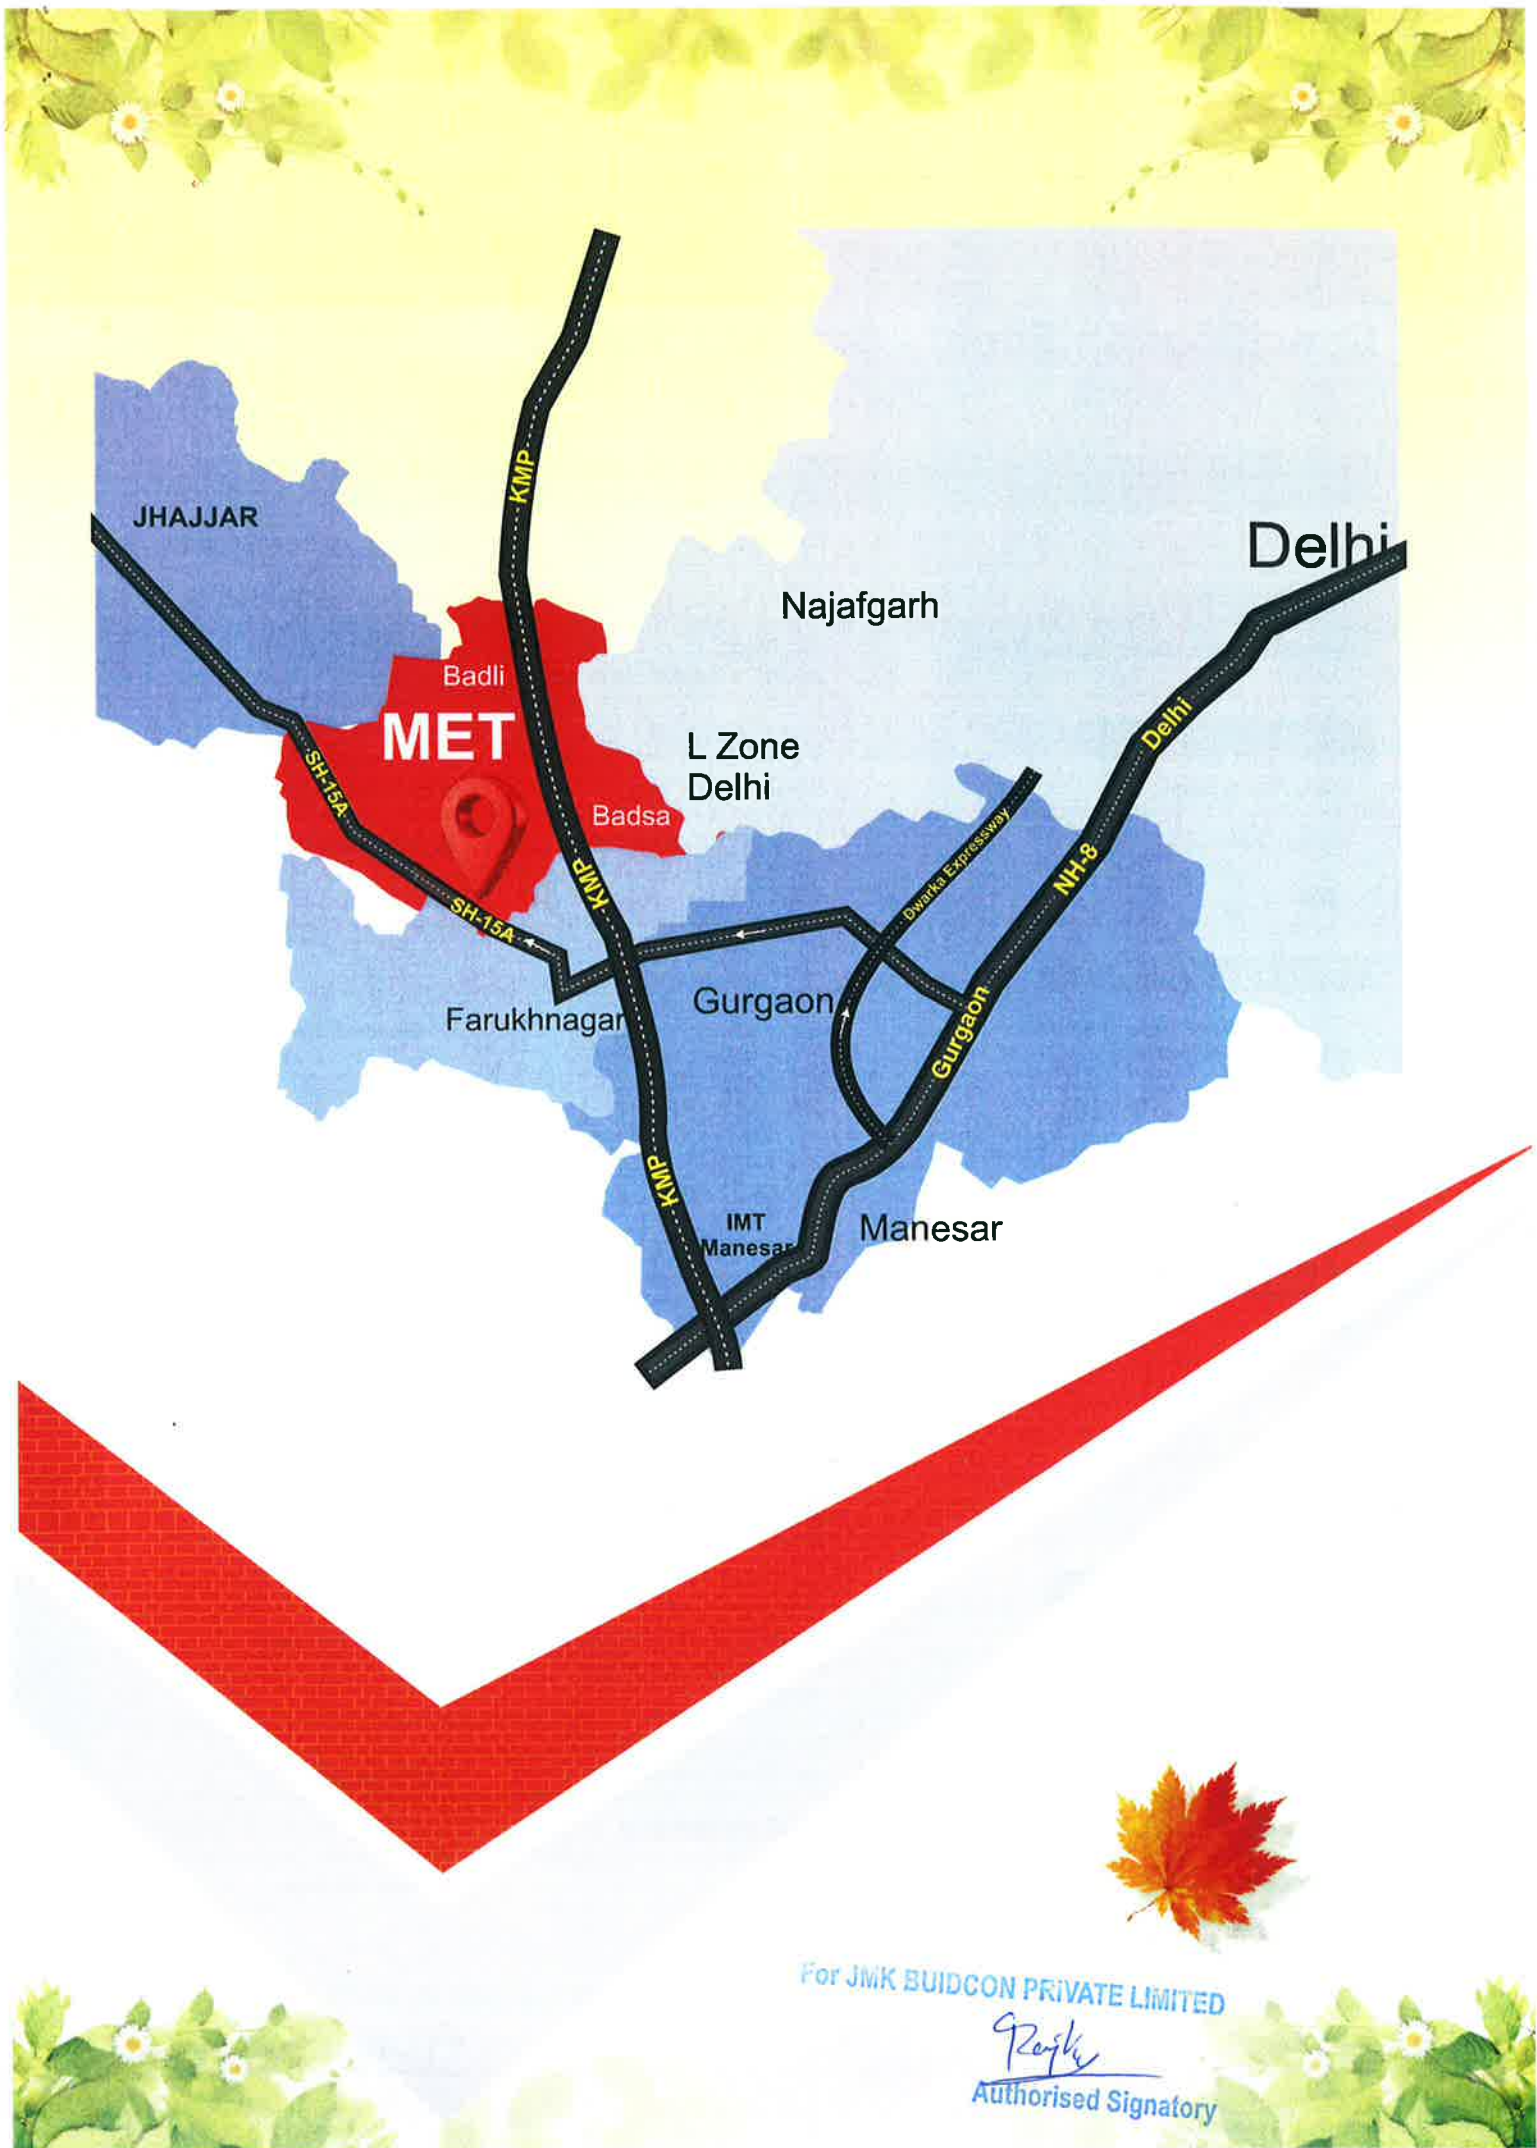 KMP
JHAJJAR
Delhi
Najafgarh
Badli
MET
L Zone
Delhi
Delhi
SH-15A
Badsa
Dwarka Expressway
NH-8
KMP
SH-15A
Gurgaon
Farukhnagar
Gurgaon
KMP
IMT
Manesar
Manesar
For JMK BUIDCON PRIVATE LIMITED
Authorised Signatory